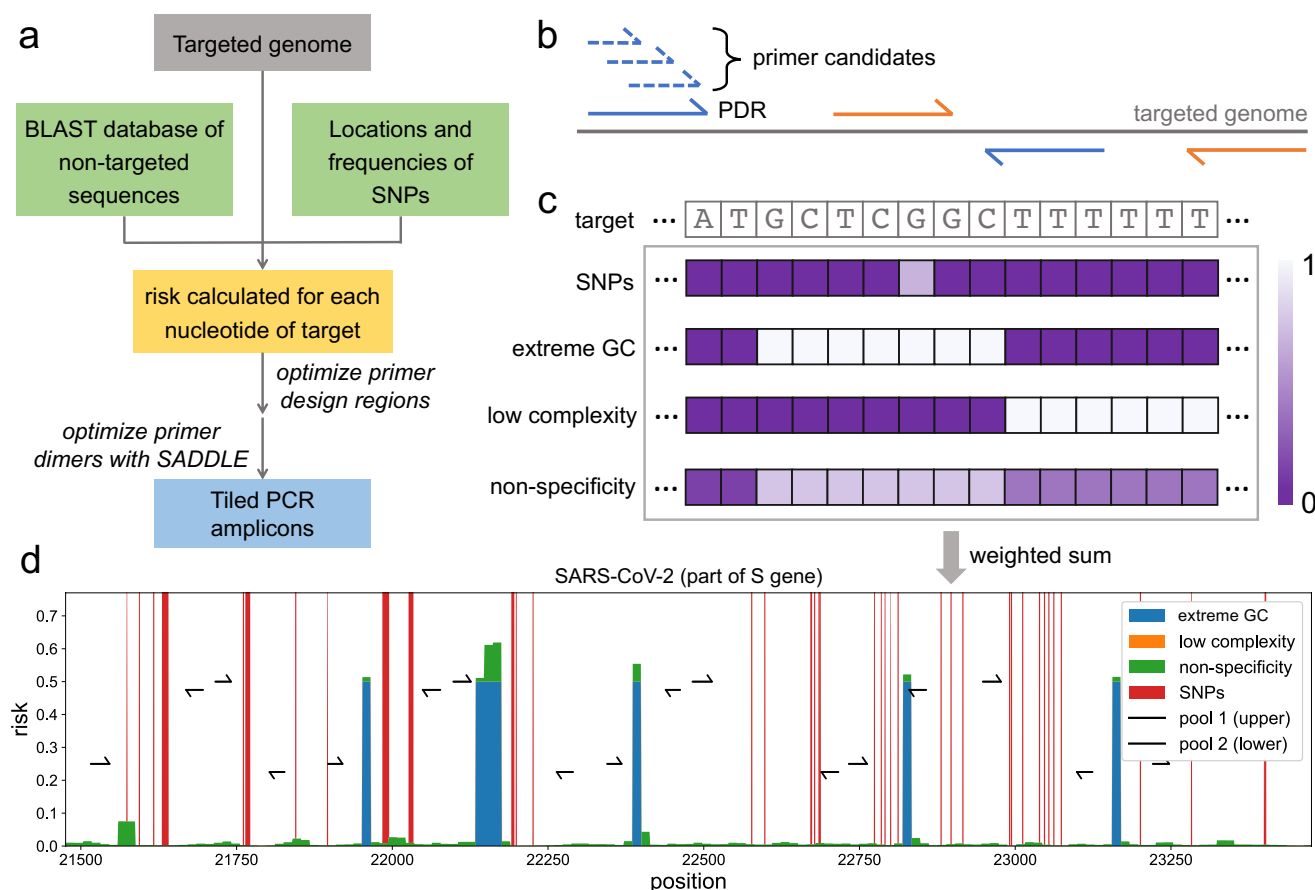 a
Targeted genome
BLAST database of
non-targeted
sequences
Locations and
frequencies of
SNPs
risk calculated for each
nucleotide of target
optimize primer
design regions
optimize primer
dimers with SADDLE
Tiled PCR
amplicons
b
primer candidates
PDR
targeted genome
c
target ... A T G C T C G G C T T T T T T ...
SNPs ... ...
extreme GC ... ...
low complexity ... ...
non-specificity ... ...
1
0
weighted sum
d
SARS-CoV-2 (part of S gene)
risk
0.7
0.6
0.5
0.4
0.3
0.2
0.1
0.0
extreme GC
low complexity
non-specificity
SNPs
pool 1 (upper)
pool 2 (lower)
21500 21750 22000 22250 22500 22750 23000 23250
position